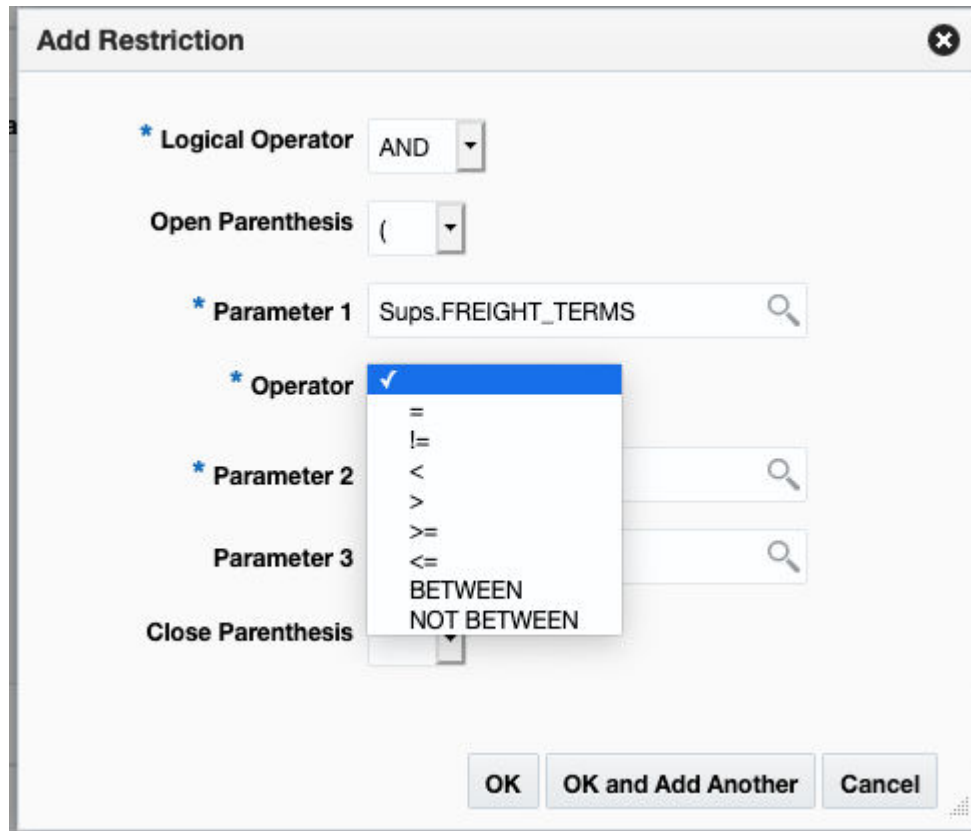 Add Restriction
* Logical Operator AND
Open Parenthesis (
* Parameter 1 Sups.FREIGHT_TERMS
* Operator ✓
=
!=
* Parameter 2 <
>
>=
Parameter 3 <=
BETWEEN
NOT BETWEEN
Close Parenthesis
OK OK and Add Another Cancel